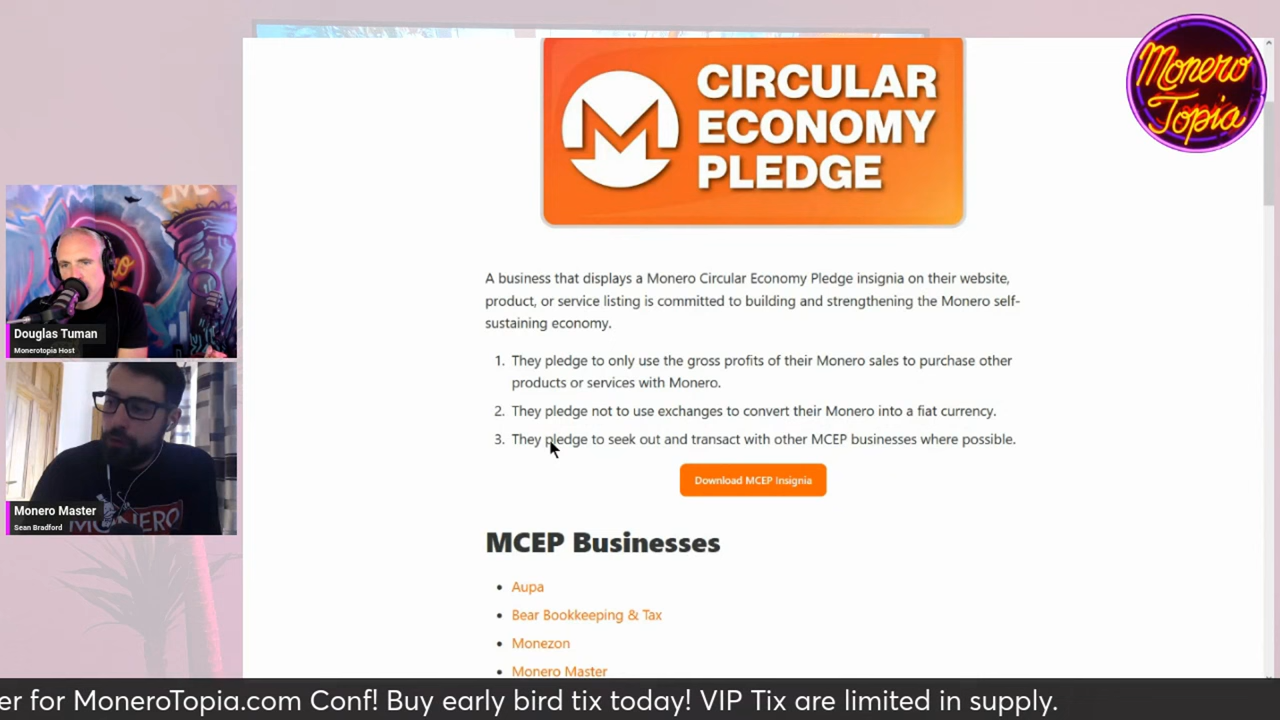 Monero
Topia
CIRCULAR
ECONOMY
PLEDGE
A business that displays a Monero Circular Economy Pledge insignia on their website,
product, or service listing is committed to building and strengthening the Monero self-
sustaining economy.
1. They pledge to only use the gross profits of their Monero sales to purchase other
products or services with Monero.
2. They pledge not to use exchanges to convert their Monero into a fiat currency.
3. They pledge to seek out and transact with other MCEP businesses where possible.
Download MCEP Insignia
MCEP Businesses
• Aupa
• Bear Bookkeeping & Tax
• Monezon
• Monero Master
Douglas Tuman
Monerotopia Host
MONERO
Monero Master
Sean Bradford
er for MoneroTopia.com Conf! Buy early bird tix today! VIP Tix are limited in supply.